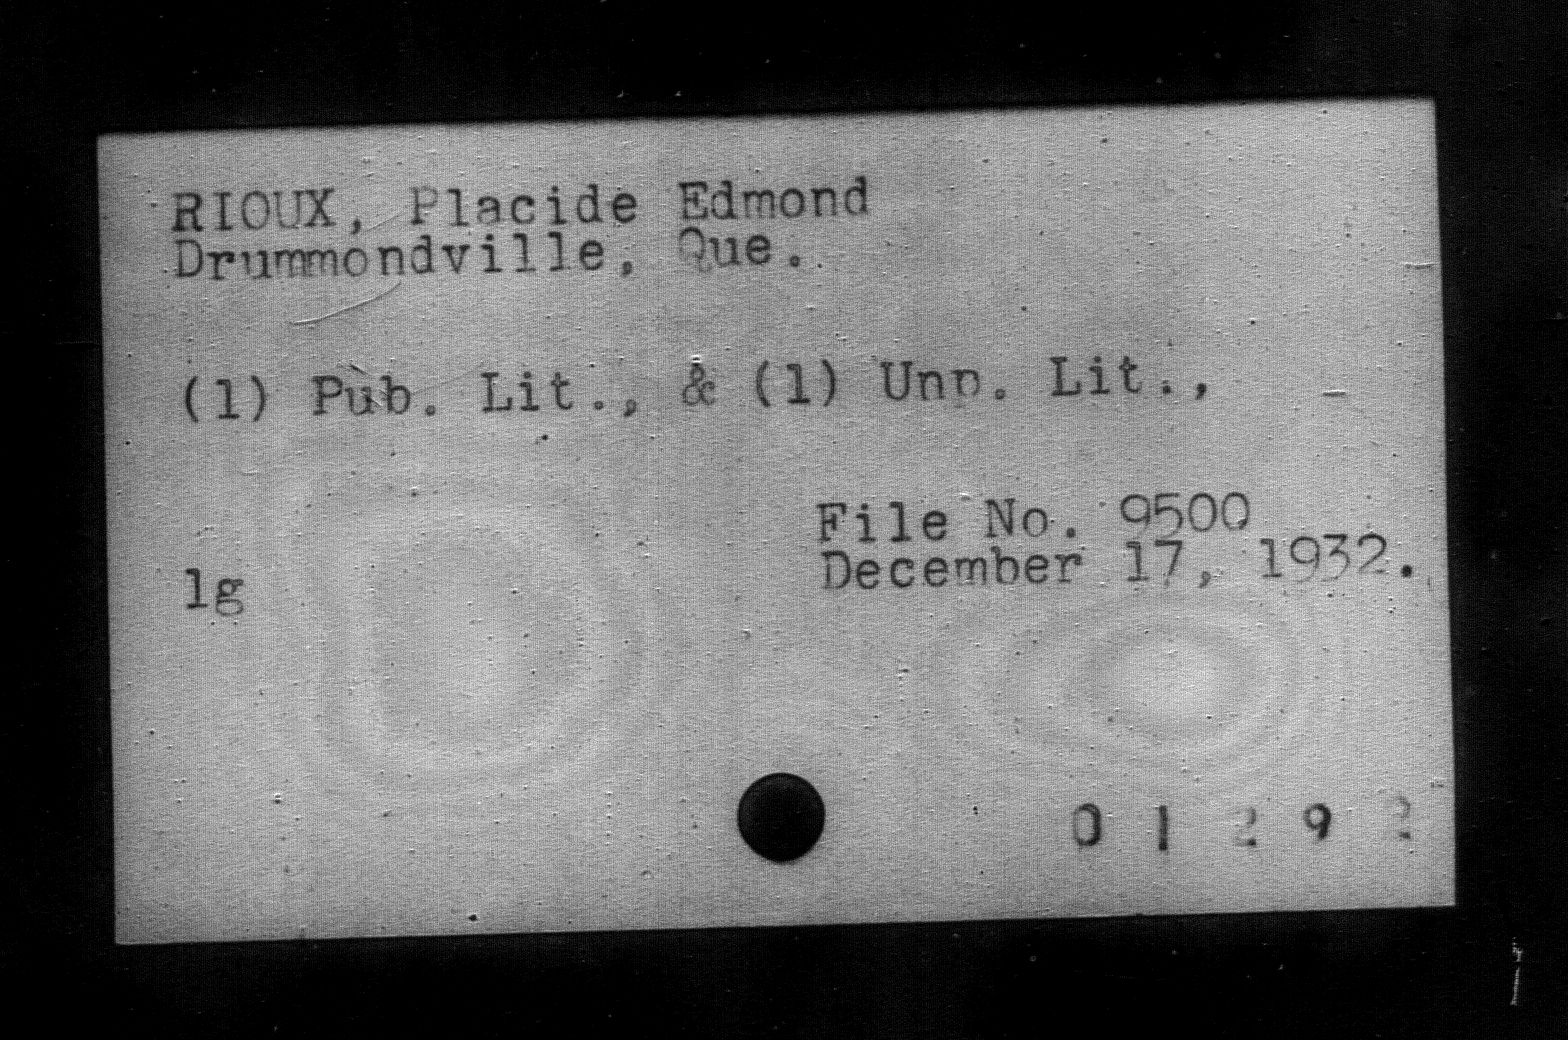 RIOUX, Placide Edmond
Drummondville, Que.
(1) Pub. Lit., & (1) Unp. Lit.,
File No. 9500
December 17, 1932.
lg
0 1 2 9 2